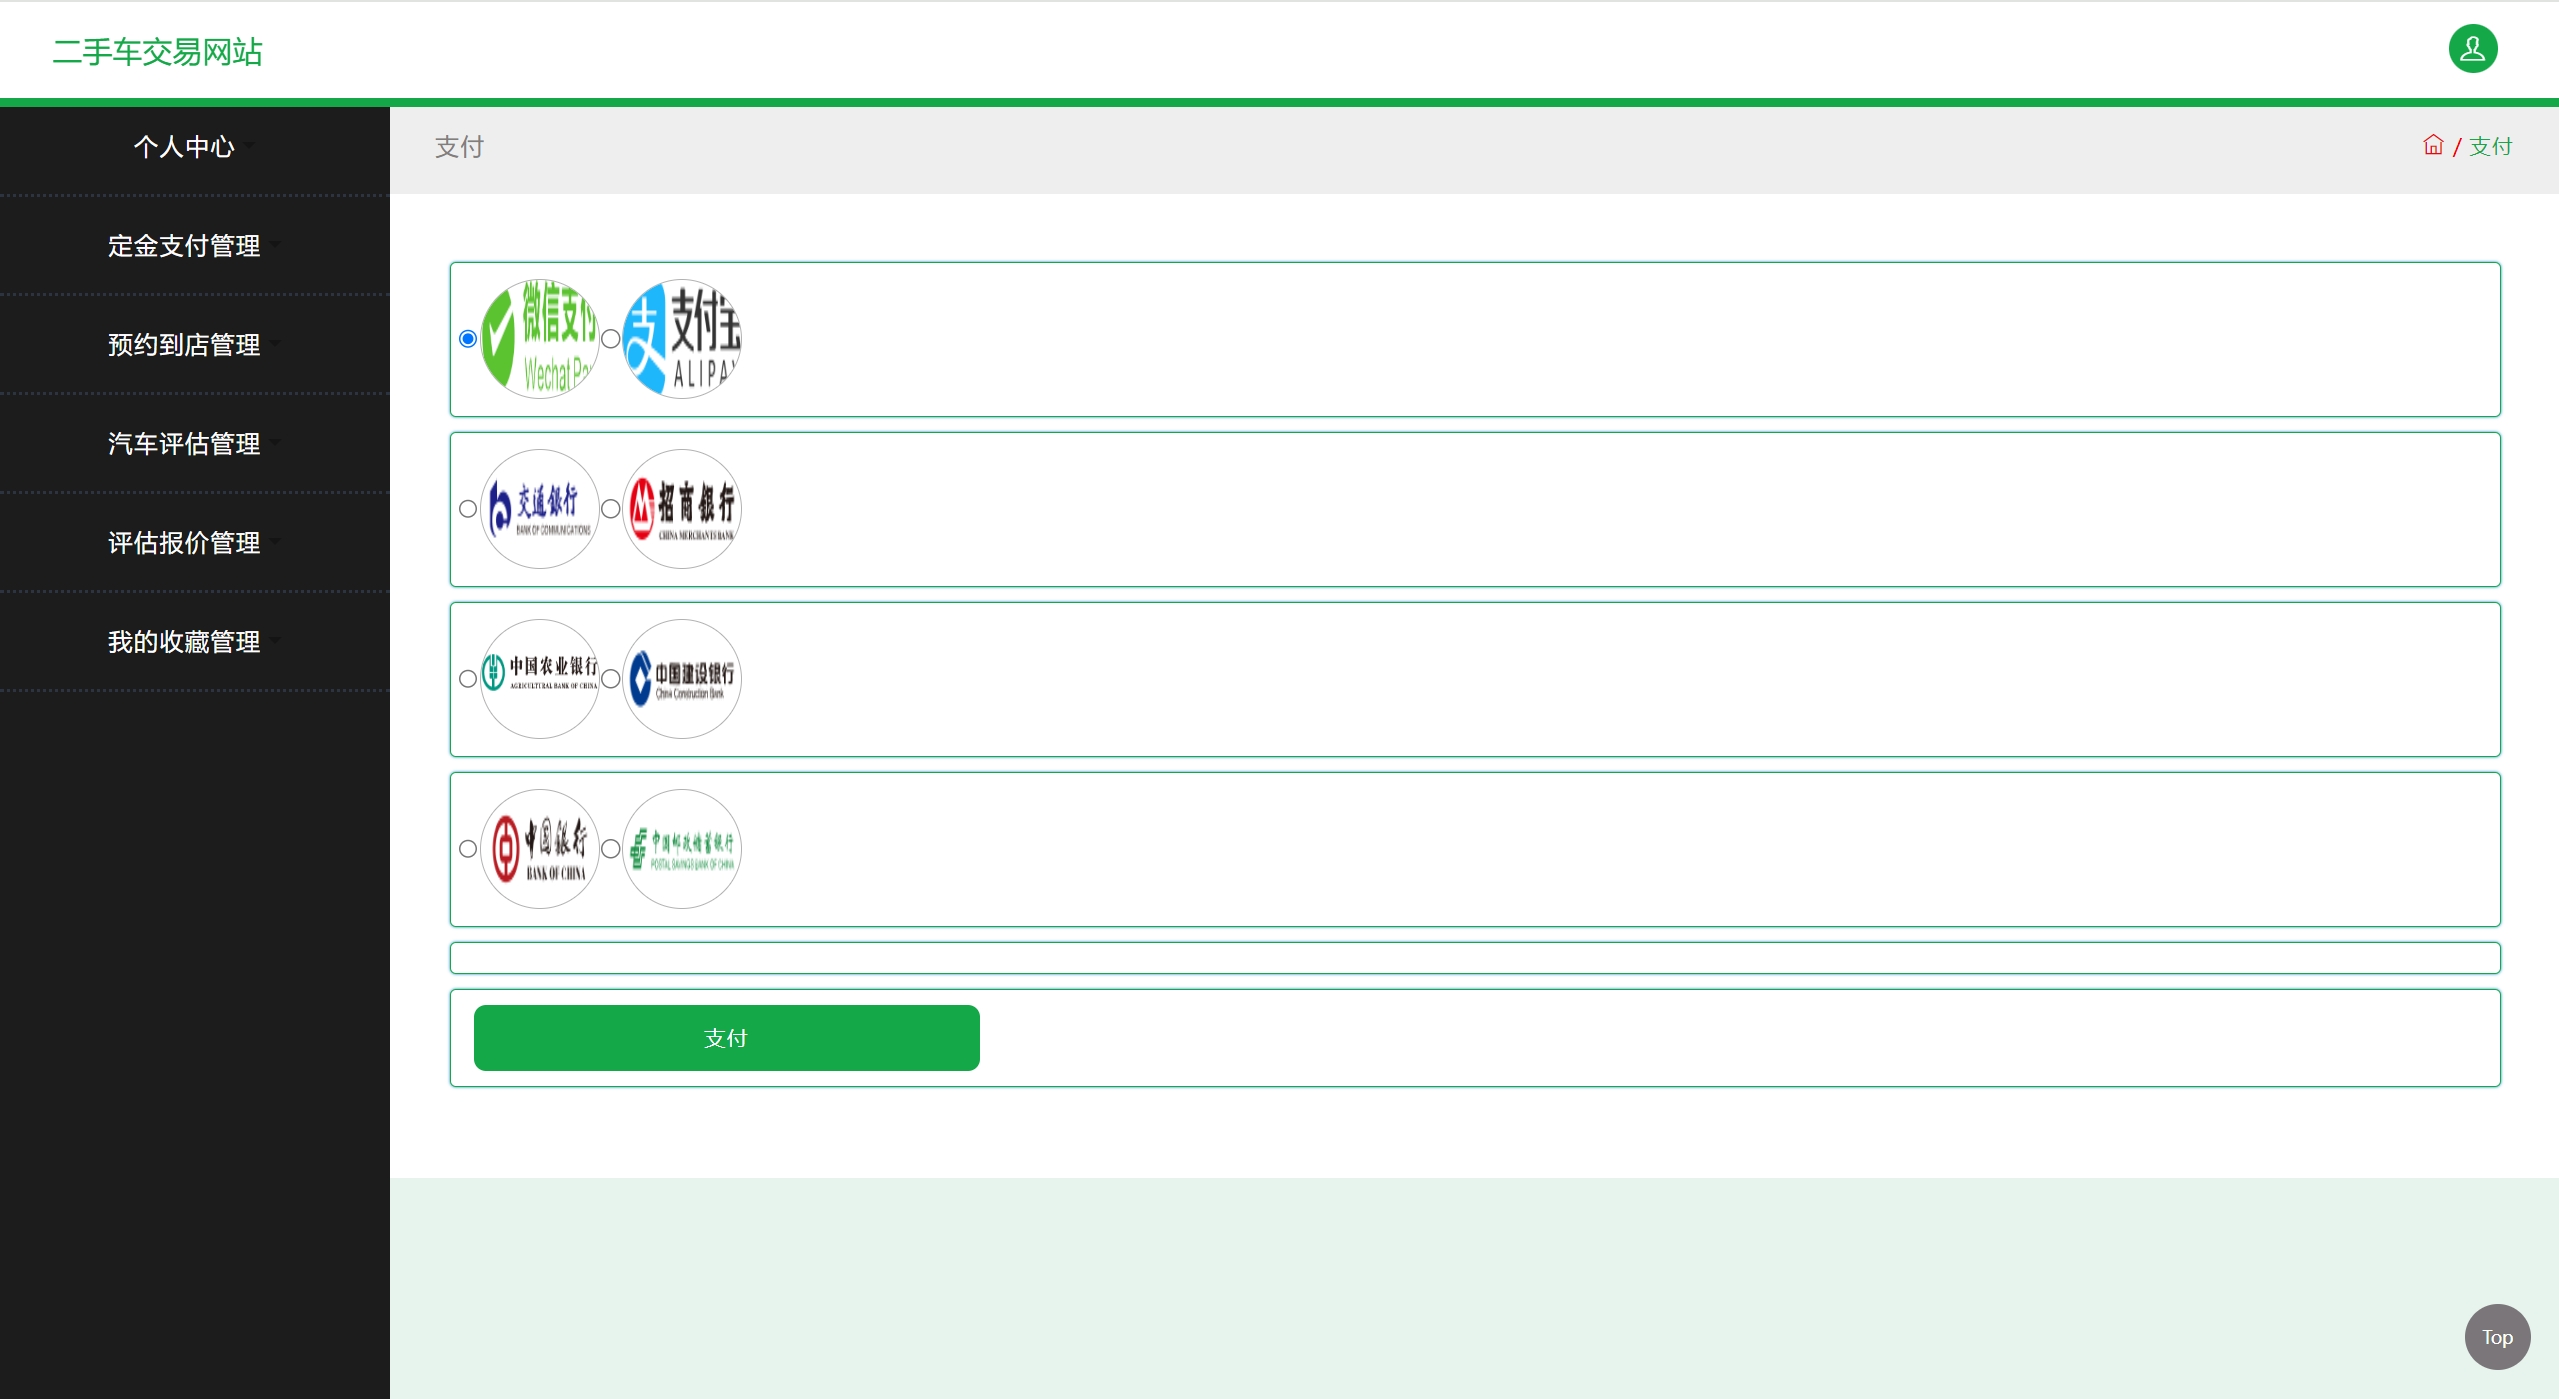 二手车交易网站
个人中心
支付
/ 支付
定金支付管理
预约到店管理
汽车评估管理
评估报价管理
我的收藏管理
微信支付
Wechat Pa
支 支付宝
ALIPAY
交通银行
BANK OF COMMUNICATIONS
招商银行
CHINA MERCHANTS BANK
中国农业银行
AGRICULTURAL BANK OF CHINA
中国建设银行
China Construction Bank
中国银行
BANK OF CHINA
中国邮政储蓄银行
POSTAL SAVINGS BANK OF CHINA
支付
Top